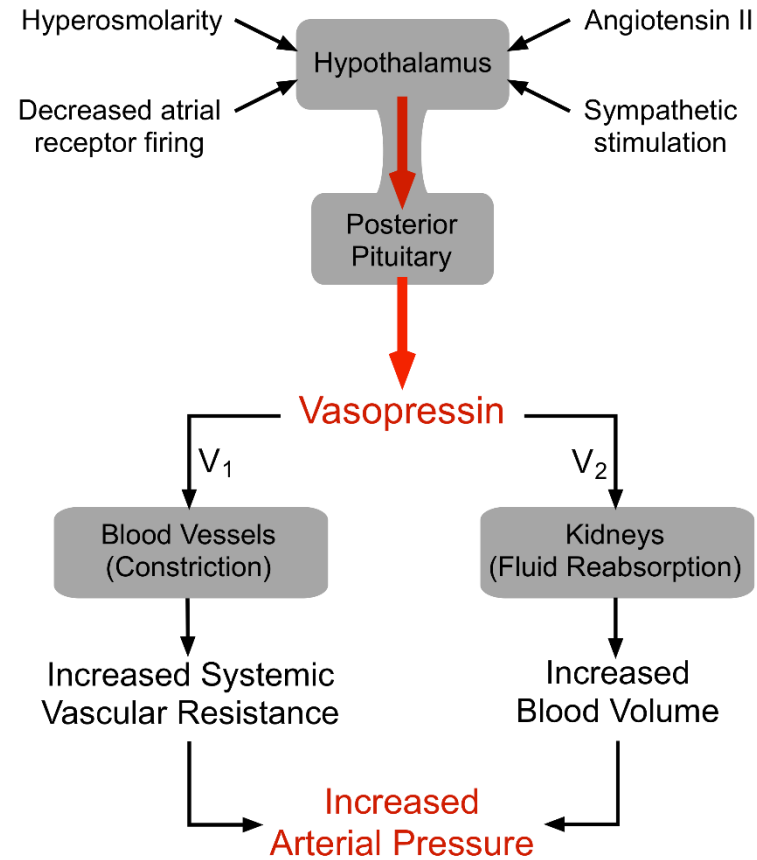 Hyperosmolarity
Angiotensin II
Hypothalamus
Decreased atrial
receptor firing
Sympathetic
stimulation
Posterior
Pituitary
Vasopressin
V1
V2
Blood Vessels
(Constriction)
Kidneys
(Fluid Reabsorption)
Increased Systemic
Vascular Resistance
Increased
Blood Volume
Increased
Arterial Pressure